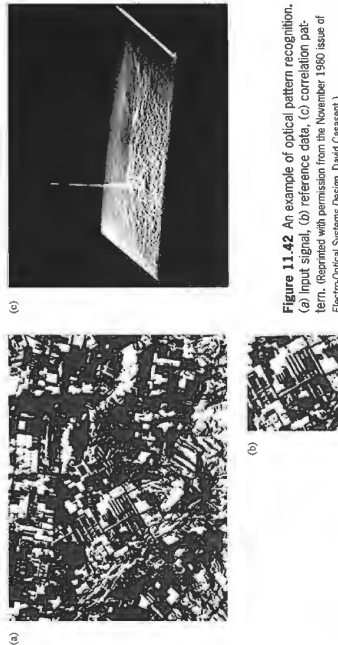 (a)
(b)
(c)
Figure 11.42 An example of optical pattern recognition.
(a) Input signal, (b) reference data, (c) correlation pat-
tern. (Reprinted with permission from the November 1980 issue of
Electro-Optical Systems Design. David Casasent.)